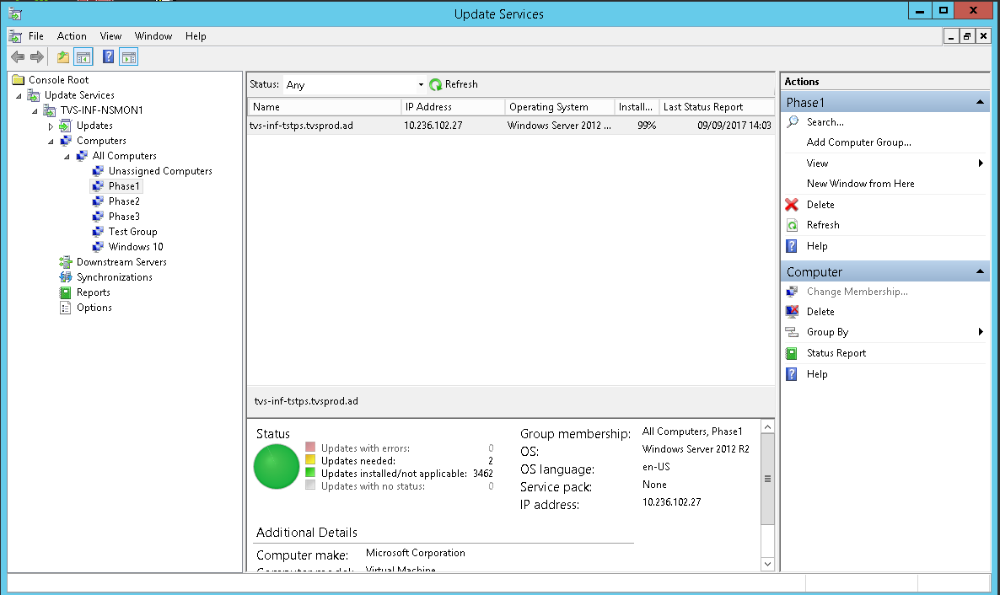 Update Services
File Action View Window Help
Console Root
Update Services
TVS-INF-NSMON1
Updates
Computers
All Computers
Unassigned Computers
Phase1
Phase2
Phase3
Test Group
Windows 10
Downstream Servers
Synchronizations
Reports
Options
Status: Any Refresh
Name IP Address Operating System Install... Last Status Report
tvs-inf-tstps.tvsprod.ad 10.236.102.27 Windows Server 2012 ... 99% 09/09/2017 14:03
tvs-inf-tstps.tvsprod.ad
Status
Updates with errors: 0
Updates needed: 2
Updates installed/not applicable: 3462
Updates with no status: 0
Group membership: All Computers, Phase1
OS: Windows Server 2012 R2
OS language: en-US
Service pack: None
IP address: 10.236.102.27
Additional Details
Computer make: Microsoft Corporation
Computer model: Virtual Machine
Actions
Phase1
Search...
Add Computer Group...
View
New Window from Here
Delete
Refresh
Help
Computer
Change Membership...
Delete
Group By
Status Report
Help